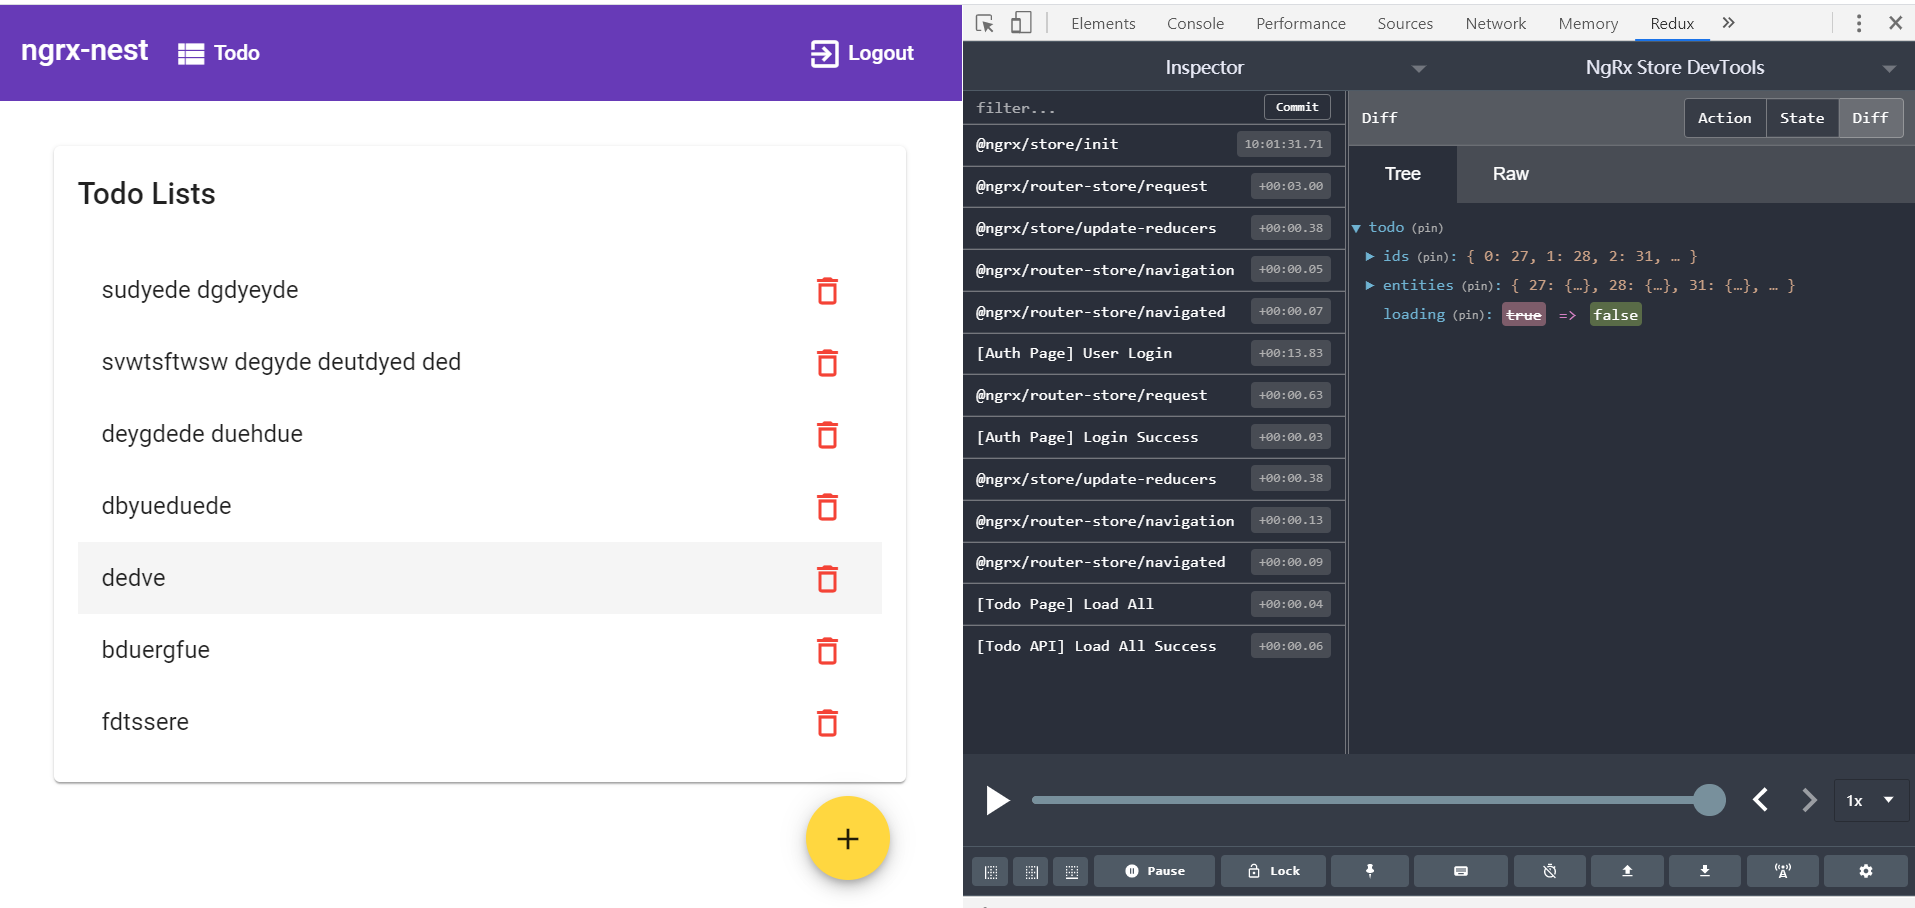 ngrx-nest Todo Logout
Todo Lists
sudyede dgdyeyde
svwtsftwsw degyde deutdyed ded
deygdede duehdue
dbyueduede
dedve
bduergfue
fdtssere
+
Elements Console Performance Sources Network Memory Redux
Inspector NgRx Store DevTools
filter... Commit
@ngrx/store/init 10:01:31.71
@ngrx/router-store/request +00:03.00
@ngrx/store/update-reducers +00:00.38
@ngrx/router-store/navigation +00:00.05
@ngrx/router-store/navigated +00:00.07
[Auth Page] User Login +00:13.83
@ngrx/router-store/request +00:00.63
[Auth Page] Login Success +00:00.03
@ngrx/store/update-reducers +00:00.38
@ngrx/router-store/navigation +00:00.13
@ngrx/router-store/navigated +00:00.09
[Todo Page] Load All +00:00.04
[Todo API] Load All Success +00:00.06
Diff Action State Diff
Tree Raw
todo (pin)
ids (pin): { 0: 27, 1: 28, 2: 31, … }
entities (pin): { 27: {…}, 28: {…}, 31: {…}, … }
loading (pin): true => false
1x
Pause Lock